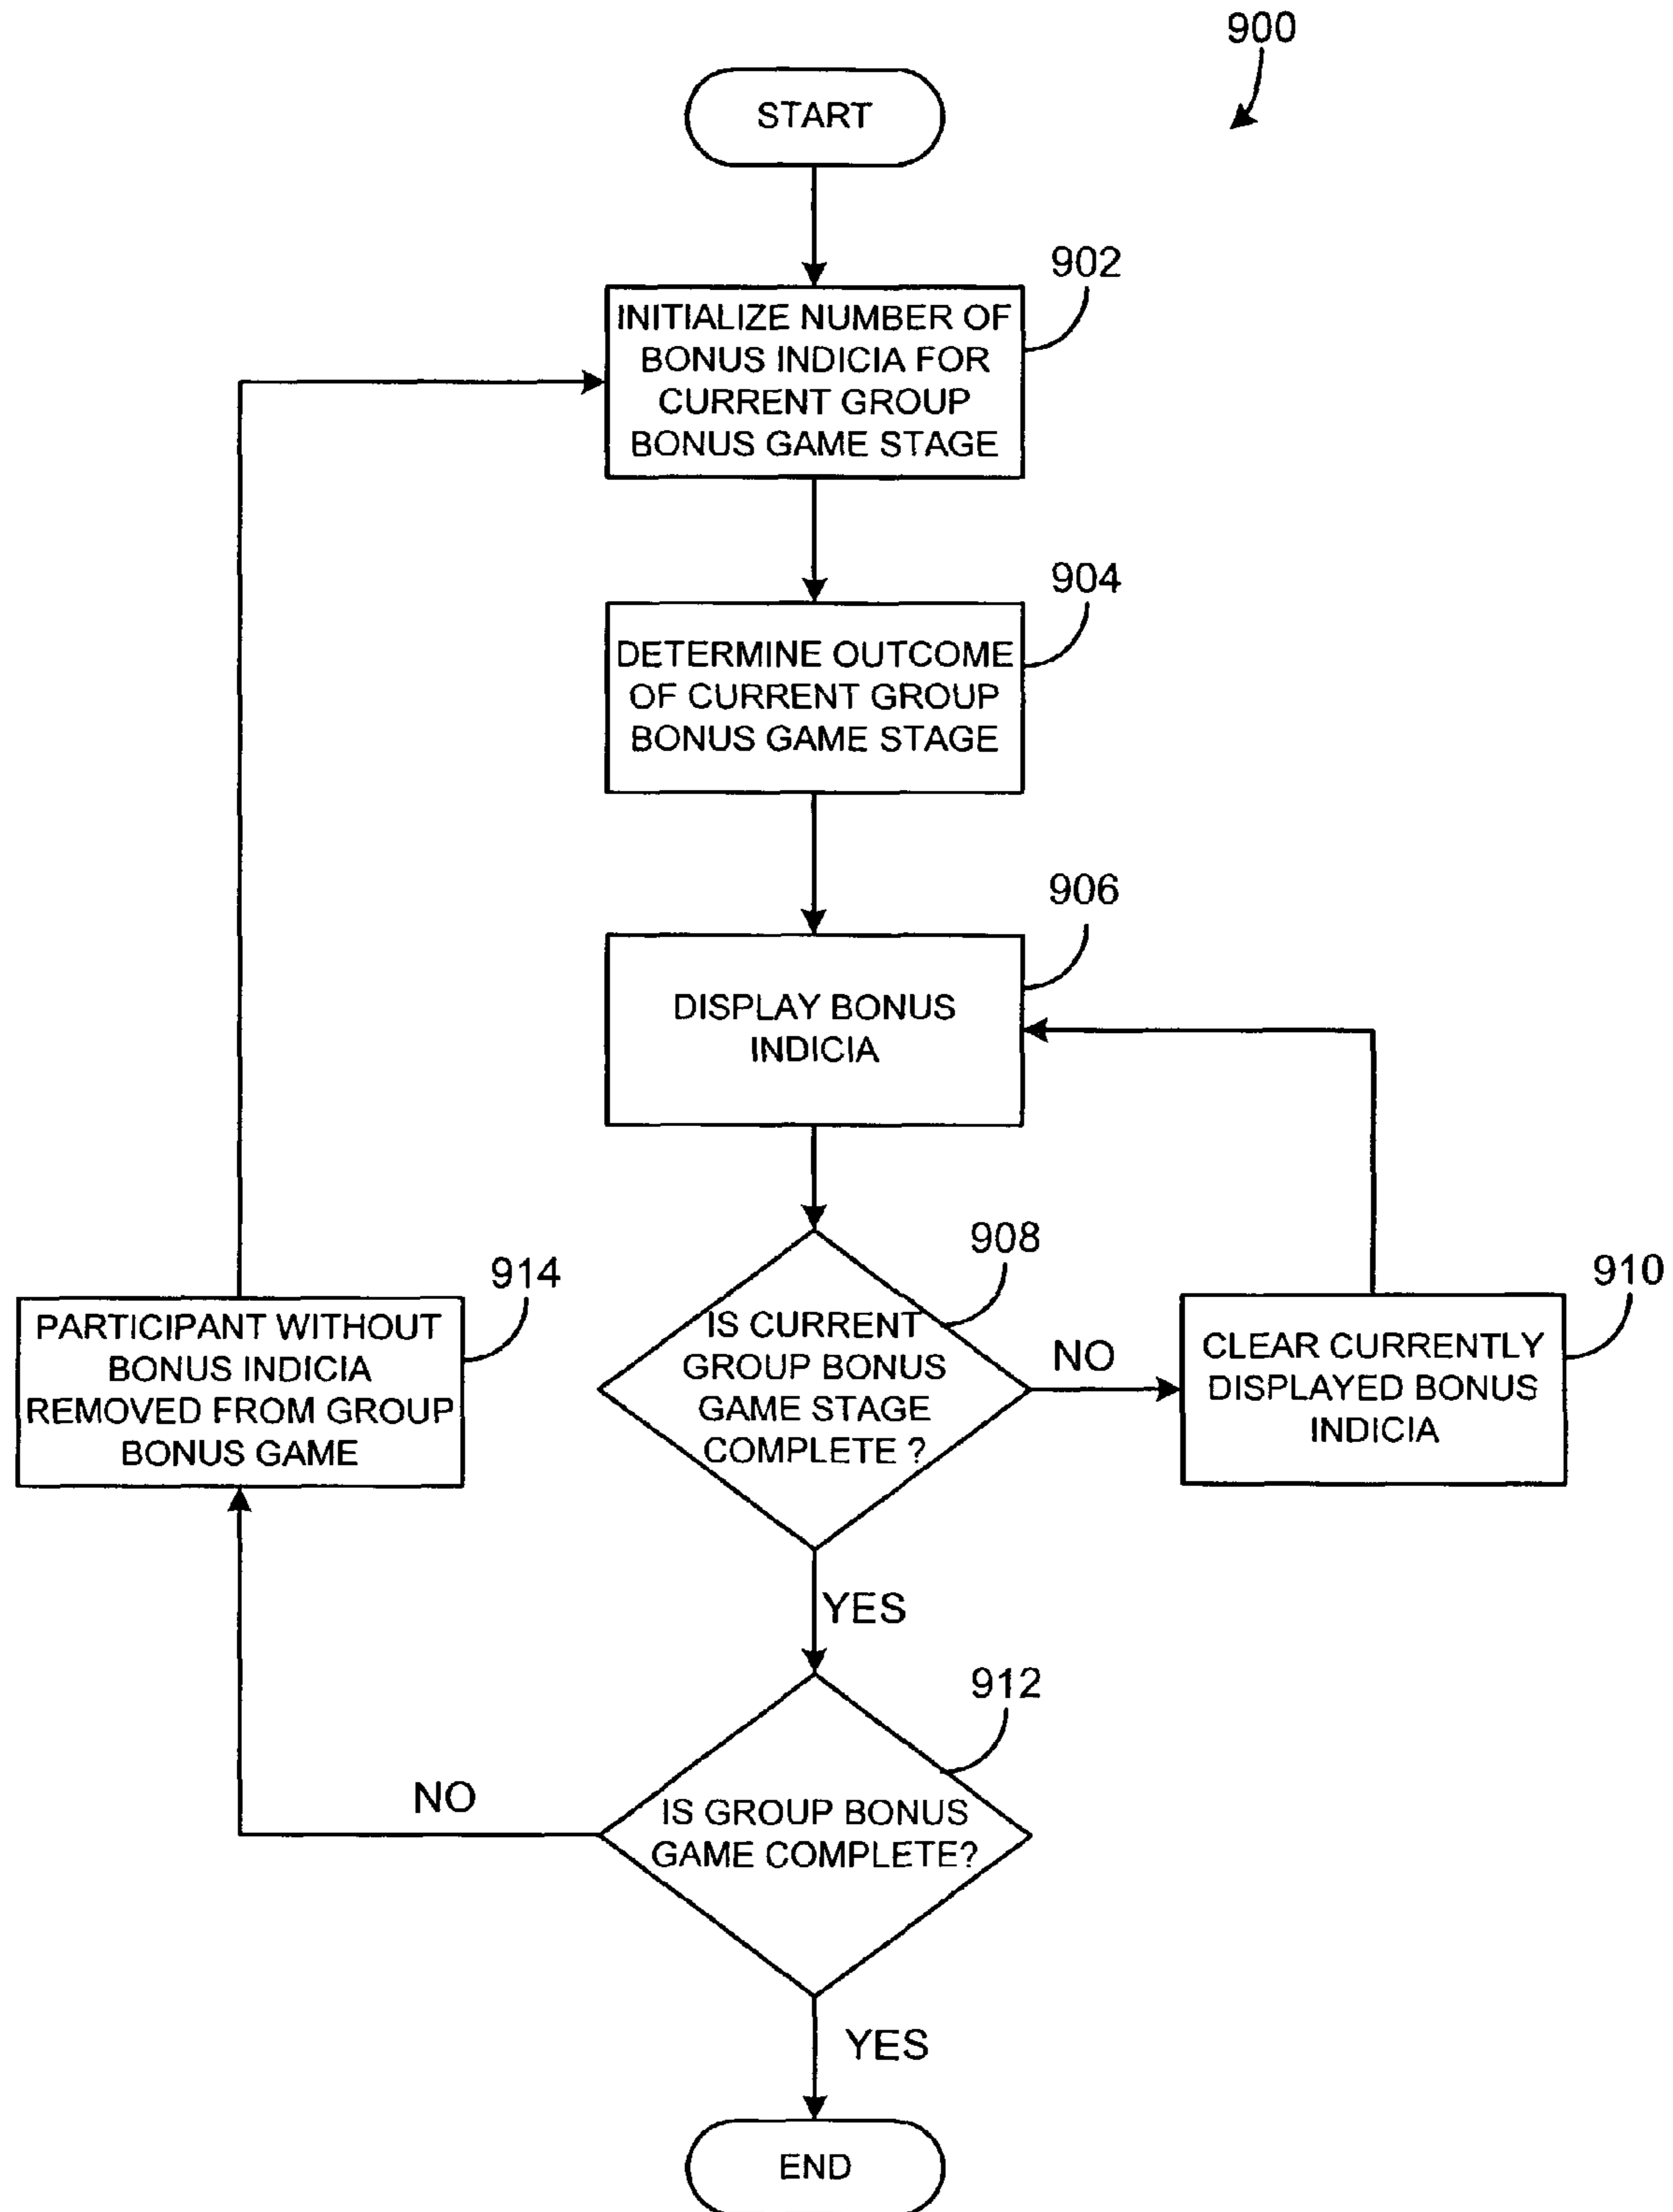 900
START
902
INITIALIZE NUMBER OF
BONUS INDICIA FOR
CURRENT GROUP
BONUS GAME STAGE
904
DETERMINE OUTCOME
OF CURRENT GROUP
BONUS GAME STAGE
906
DISPLAY BONUS
INDICIA
908
IS CURRENT
GROUP BONUS
GAME STAGE
COMPLETE ?
NO
910
CLEAR CURRENTLY
DISPLAYED BONUS
INDICIA
914
PARTICIPANT WITHOUT
BONUS INDICIA
REMOVED FROM GROUP
BONUS GAME
YES
912
IS GROUP BONUS
GAME COMPLETE?
NO
YES
END